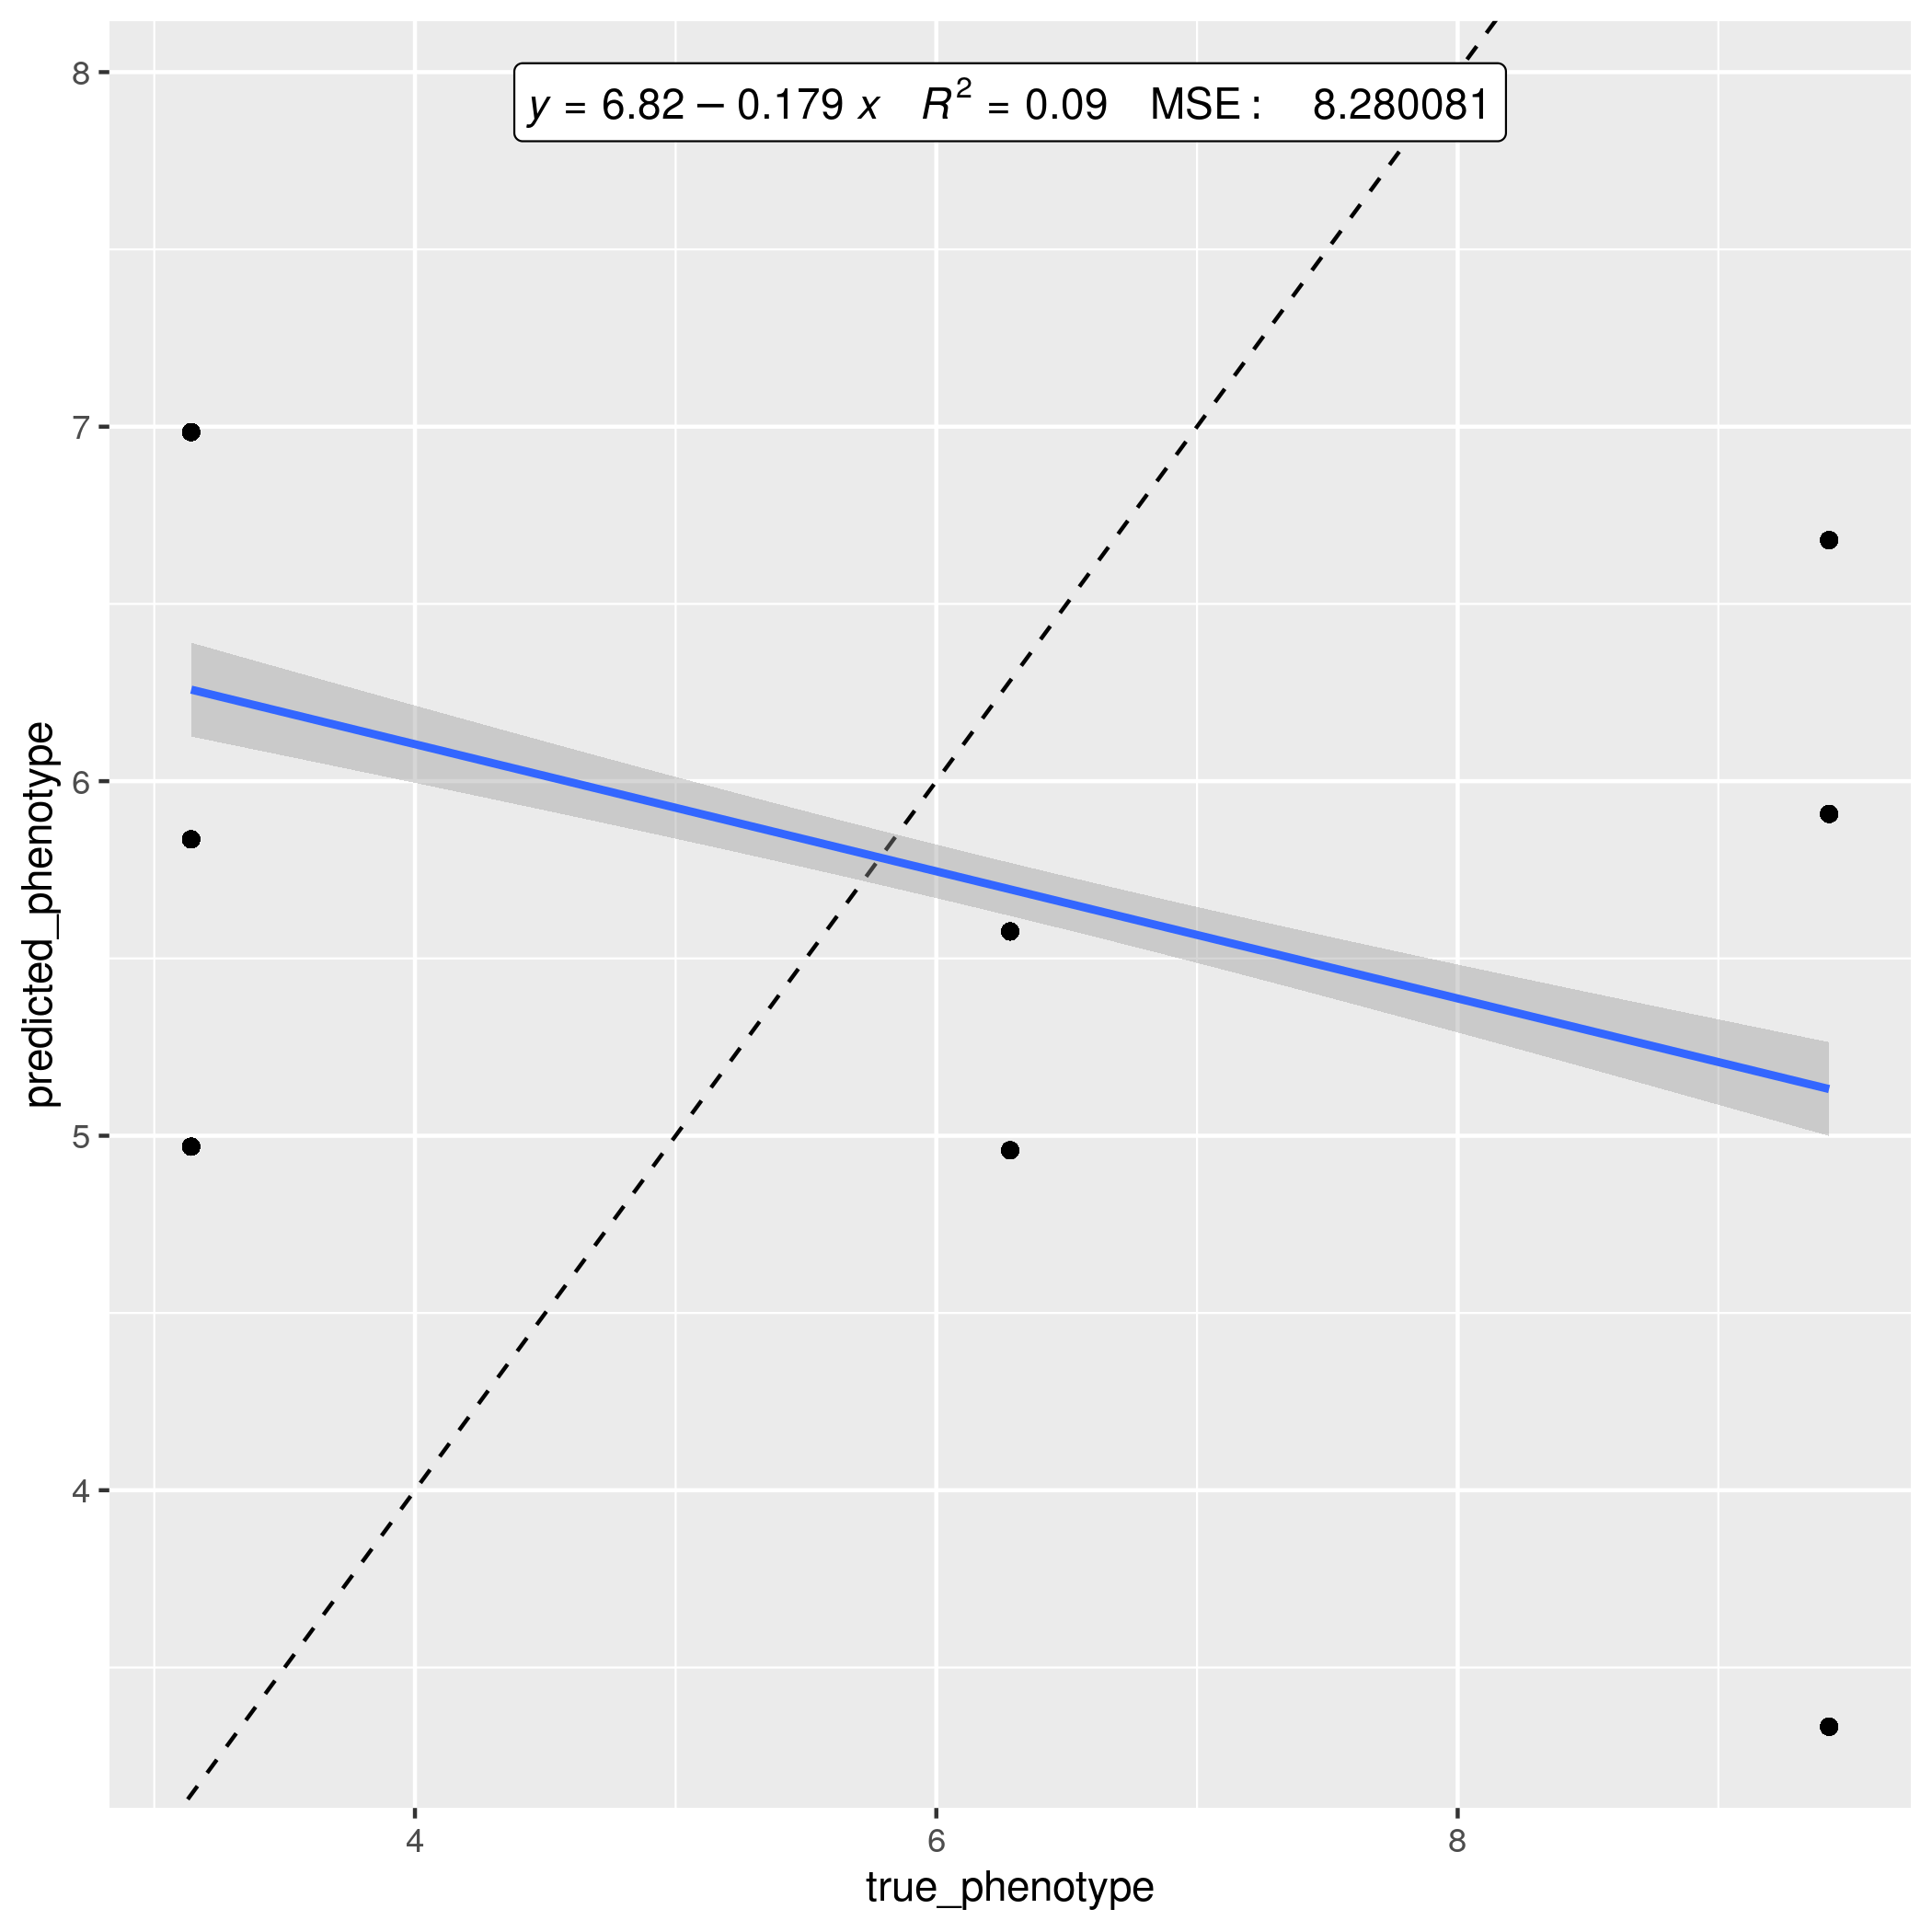 y = 6.82 − 0.179 x R² = 0.09 MSE : 8.280081
8
7
6
5
4
predicted_phenotype
4 6 8
true_phenotype